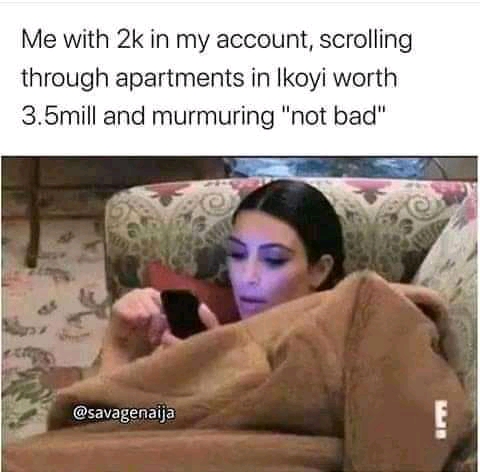 Me with 2k in my account, scrolling
through apartments in Ikoyi worth
3.5mill and murmuring "not bad"
@savagenaija
E!